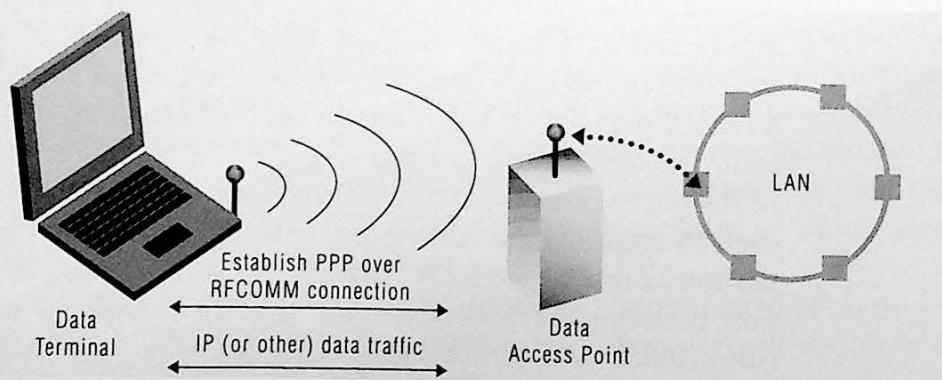 LAN
Establish PPP over
RFCOMM connection
Data
Terminal
IP (or other) data traffic
Data
Access Point